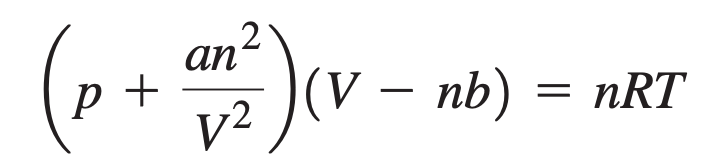 (p + an²/V²)(V − nb) = nRT